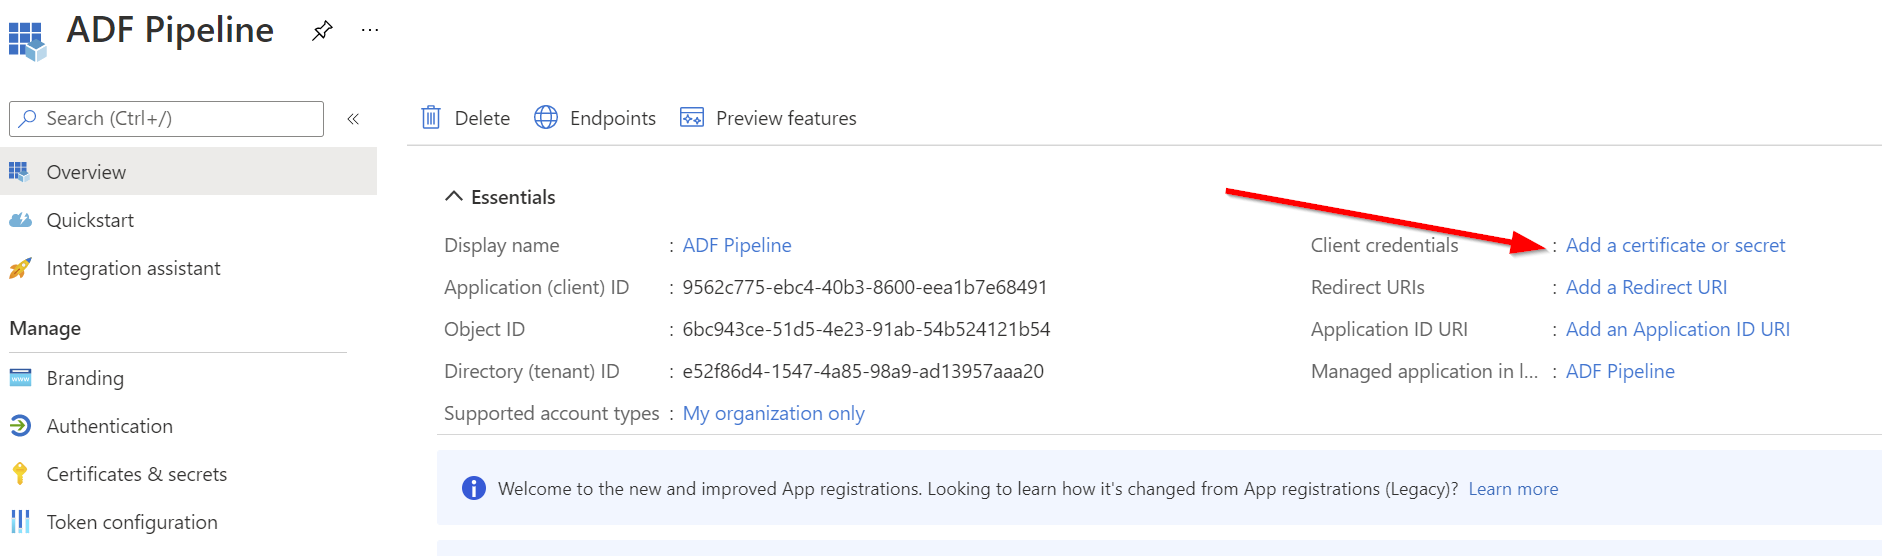 ADF Pipeline
Search (Ctrl+/)
«
Overview
Quickstart
Integration assistant
Manage
Branding
Authentication
Certificates & secrets
Token configuration
Delete
Endpoints
Preview features
Essentials
Display name : ADF Pipeline
Application (client) ID : 9562c775-ebc4-40b3-8600-eea1b7e68491
Object ID : 6bc943ce-51d5-4e23-91ab-54b524121b54
Directory (tenant) ID : e52f86d4-1547-4a85-98a9-ad13957aaa20
Supported account types : My organization only
Client credentials : Add a certificate or secret
Redirect URIs : Add a Redirect URI
Application ID URI : Add an Application ID URI
Managed application in l... : ADF Pipeline
Welcome to the new and improved App registrations. Looking to learn how it's changed from App registrations (Legacy)? Learn more